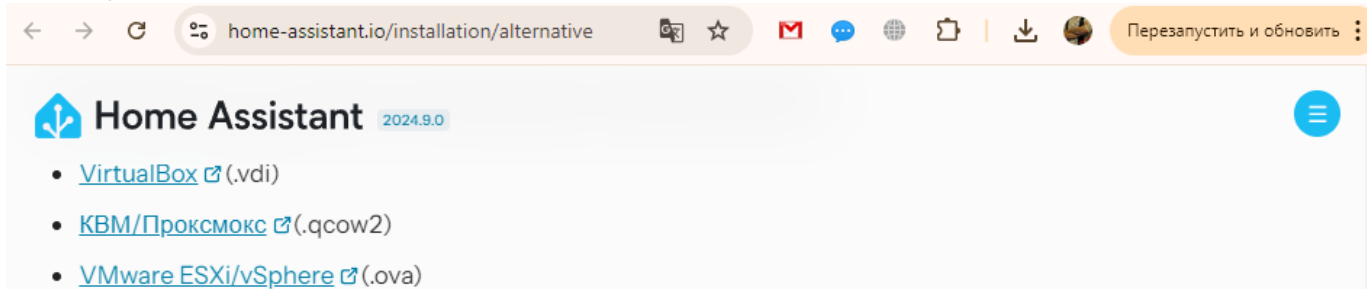 home-assistant.io/installation/alternative Перезапустить и обновить
Home Assistant 2024.9.0
VirtualBox (.vdi)
КВМ/Проксмокс (.qcow2)
VMware ESXi/vSphere (.ova)